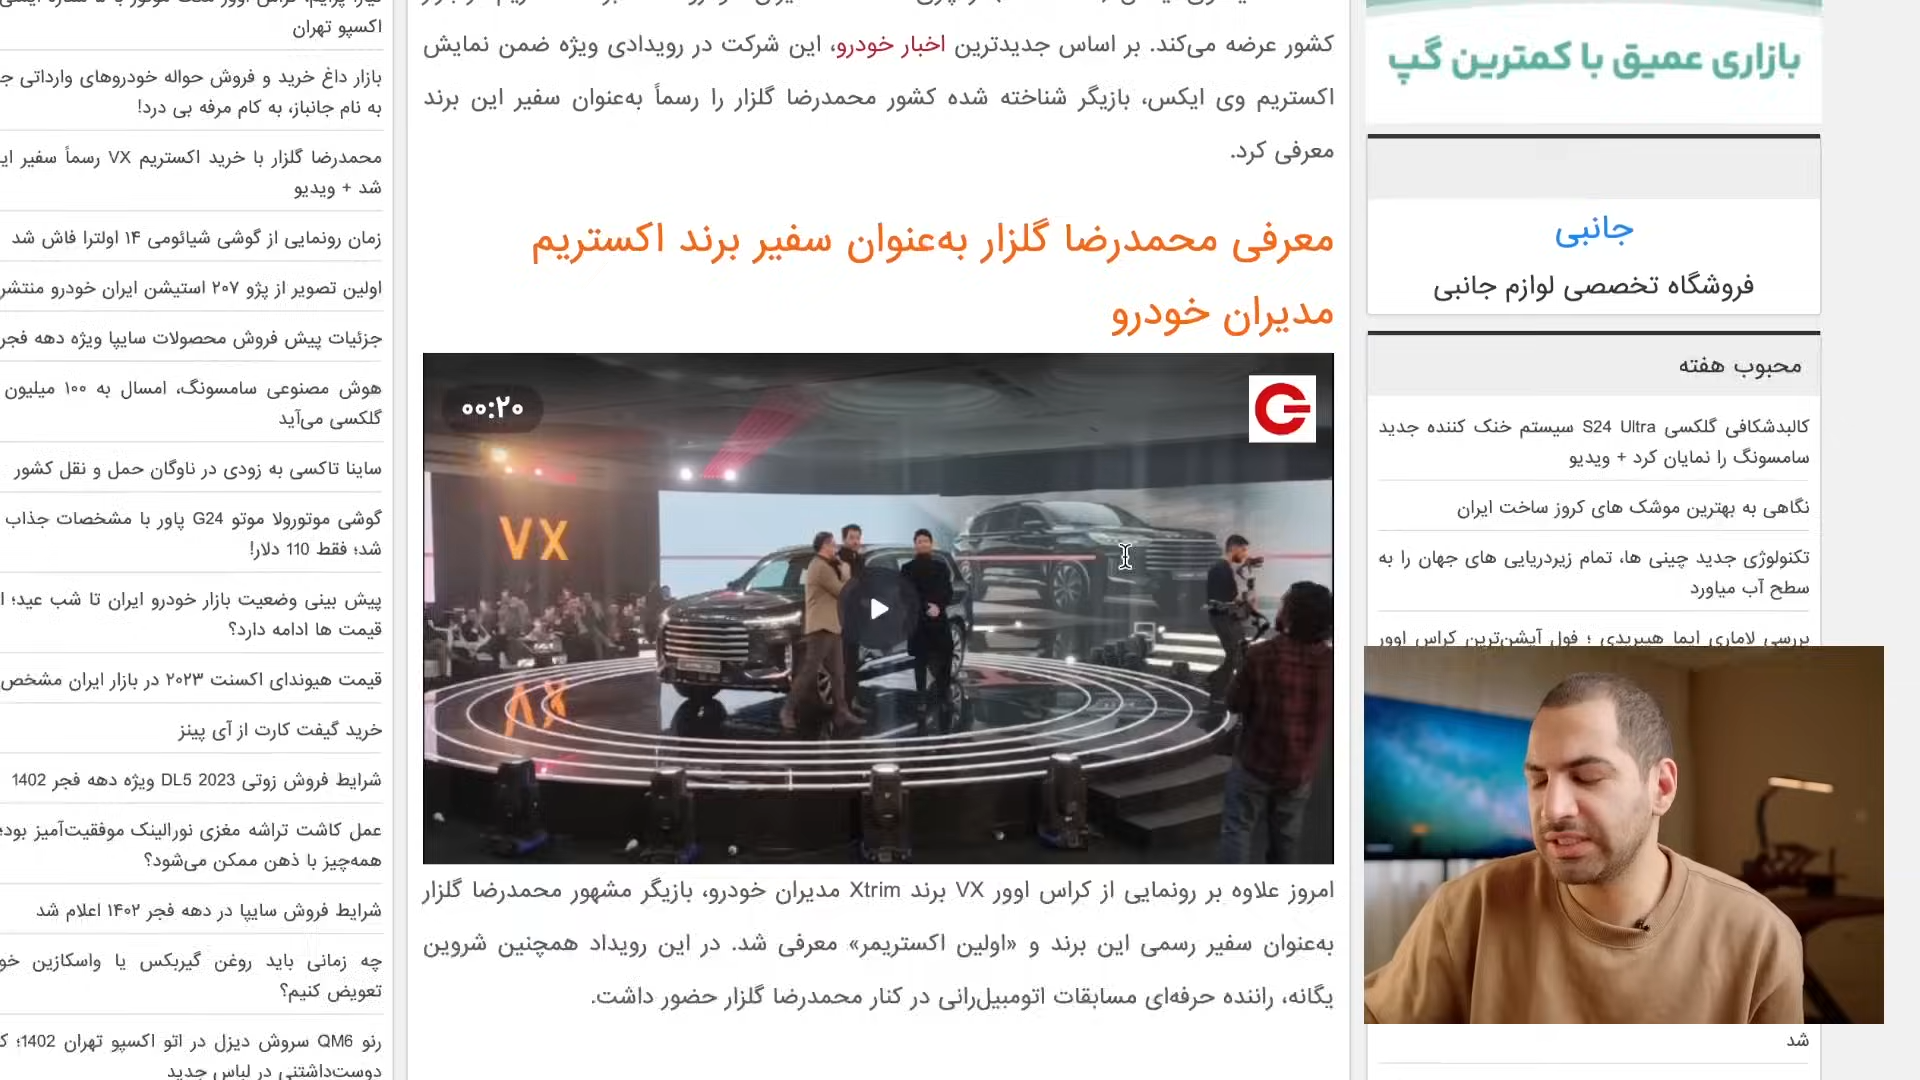 بازاری عمیق با کمترین گپ
جانبی
فروشگاه تخصصی لوازم جانبی
محبوب هفته
کالبدشکافی گلکسی S24 Ultra سیستم خنک کننده جدید
سامسونگ را نمایان کرد + ویدیو
نگاهی به بهترین موشک های کروز ساخت ایران
تکنولوژی جدید چینی ها، تمام زیردریایی های جهان را به
سطح آب میاورد
بررسی لاماری ایما هیبریدی ؛ فول آپشن‌ترین کراس اوور
شد
کشور عرضه می‌کند. بر اساس جدیدترین اخبار خودرو، این شرکت در رویدادی ویژه ضمن نمایش
اکستریم وی ایکس، بازیگر شناخته شده کشور محمدرضا گلزار را رسماً به‌عنوان سفیر این برند
معرفی کرد.
معرفی محمدرضا گلزار به‌عنوان سفیر برند اکستریم
مدیران خودرو
۰۰:۲۰
VX
امروز علاوه بر رونمایی از کراس اوور VX برند Xtrim مدیران خودرو، بازیگر مشهور محمدرضا گلزار
به‌عنوان سفیر رسمی این برند و «اولین اکستریمر» معرفی شد. در این رویداد همچنین شروین
یگانه، راننده حرفه‌ای مسابقات اتومبیل‌رانی در کنار محمدرضا گلزار حضور داشت.
اکسپو تهران
بازار داغ خرید و فروش حواله خودروهای وارداتی
به نام جانباز، به کام مرفه بی درد!
محمدرضا گلزار با خرید اکستریم VX رسماً سفیر
شد + ویدیو
زمان رونمایی از گوشی شیائومی ۱۴ اولترا فاش شد
اولین تصویر از پژو ۲۰۷ استیشن ایران خودرو منتشر
جزئیات پیش فروش محصولات سایپا ویژه دهه فجر
هوش مصنوعی سامسونگ، امسال به ۱۰۰ میلیون
گلکسی می‌آید
ساینا تاکسی به زودی در ناوگان حمل و نقل کشور
گوشی موتورولا موتو G24 پاور با مشخصات جذاب
شد؛ فقط 110 دلار!
پیش بینی وضعیت بازار خودرو ایران تا شب عید؛
قیمت ها ادامه دارد؟
قیمت هیوندای اکسنت ۲۰۲۳ در بازار ایران مشخص
خرید گیفت کارت از آی پینز
شرایط فروش زوتی DL5 2023 ویژه دهه فجر 1402
عمل کاشت تراشه مغزی نورالینک موفقیت‌آمیز بود؛
همه‌چیز با ذهن ممکن می‌شود؟
شرایط فروش سایپا در دهه فجر ۱۴۰۲ اعلام شد
چه زمانی باید روغن گیربکس یا واسکازین
تعویض کنیم؟
رنو QM6 سروش دیزل در اتو اکسپو تهران 1402؛
دوست‌داشتنی در لباس جدید